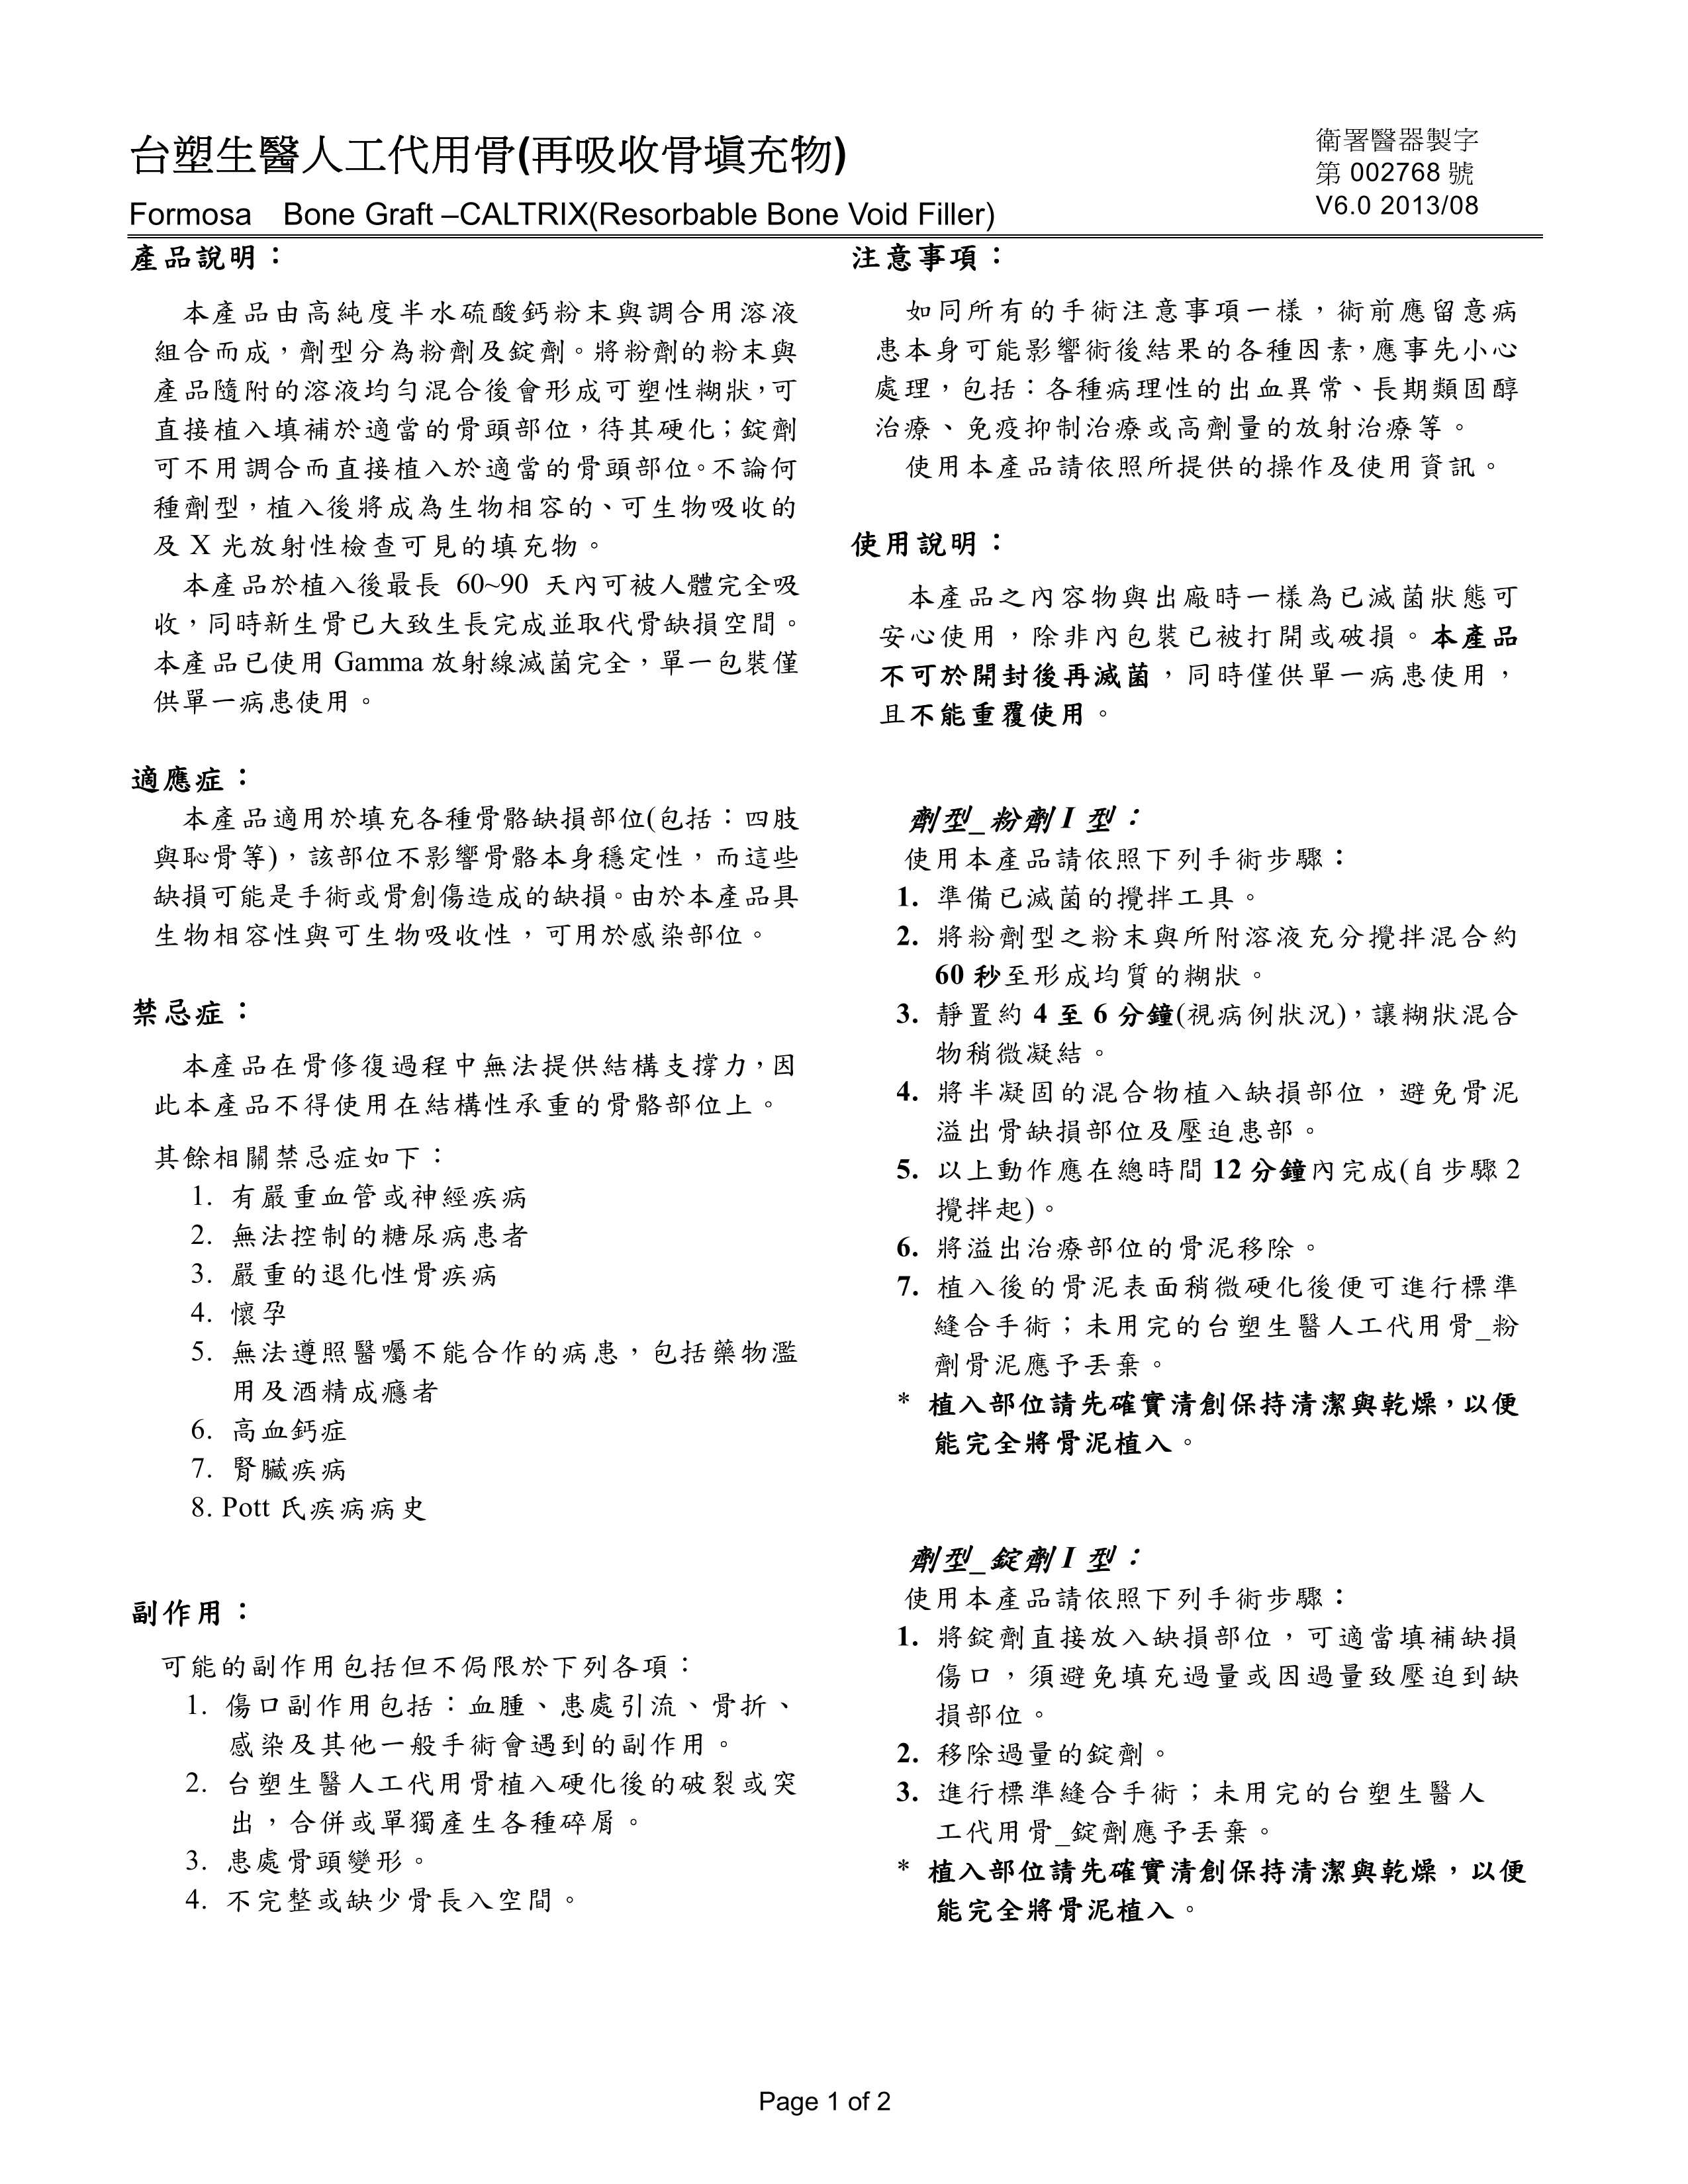 台塑生醫人工代用骨(再吸收骨填充物)
Formosa Bone Graft –CALTRIX(Resorbable Bone Void Filler)
衛署醫器製字
第 002768 號
V6.0 2013/08
產品說明：
本產品由高純度半水硫酸鈣粉末與調合用溶液
組合而成，劑型分為粉劑及錠劑。將粉劑的粉末與
產品隨附的溶液均勻混合後會形成可塑性糊狀，可
直接植入填補於適當的骨頭部位，待其硬化；錠劑
可不用調合而直接植入於適當的骨頭部位。不論何
種劑型，植入後將成為生物相容的、可生物吸收的
及 X 光放射性檢查可見的填充物。
本產品於植入後最長 60~90 天內可被人體完全吸
收，同時新生骨已大致生長完成並取代骨缺損空間。
本產品已使用 Gamma 放射線滅菌完全，單一包裝僅
供單一病患使用。
適應症：
本產品適用於填充各種骨骼缺損部位(包括：四肢
與恥骨等)，該部位不影響骨骼本身穩定性，而這些
缺損可能是手術或骨創傷造成的缺損。由於本產品具
生物相容性與可生物吸收性，可用於感染部位。
禁忌症：
本產品在骨修復過程中無法提供結構支撐力，因
此本產品不得使用在結構性承重的骨骼部位上。
其餘相關禁忌症如下：
1. 有嚴重血管或神經疾病
2. 無法控制的糖尿病患者
3. 嚴重的退化性骨疾病
4. 懷孕
5. 無法遵照醫囑不能合作的病患，包括藥物濫
用及酒精成癮者
6. 高血鈣症
7. 腎臟疾病
8. Pott 氏疾病病史
副作用：
可能的副作用包括但不侷限於下列各項：
1. 傷口副作用包括：血腫、患處引流、骨折、
感染及其他一般手術會遇到的副作用。
2. 台塑生醫人工代用骨植入硬化後的破裂或突
出，合併或單獨產生各種碎屑。
3. 患處骨頭變形。
4. 不完整或缺少骨長入空間。
注意事項：
如同所有的手術注意事項一樣，術前應留意病
患本身可能影響術後結果的各種因素，應事先小心
處理，包括：各種病理性的出血異常、長期類固醇
治療、免疫抑制治療或高劑量的放射治療等。
使用本產品請依照所提供的操作及使用資訊。
使用說明：
本產品之內容物與出廠時一樣為已滅菌狀態可
安心使用，除非內包裝已被打開或破損。本產品
不可於開封後再滅菌，同時僅供單一病患使用，
且不能重覆使用。
劑型_粉劑 I 型：
使用本產品請依照下列手術步驟：
1. 準備已滅菌的攪拌工具。
2. 將粉劑型之粉末與所附溶液充分攪拌混合約
60 秒至形成均質的糊狀。
3. 靜置約 4 至 6 分鐘(視病例狀況)，讓糊狀混合
物稍微凝結。
4. 將半凝固的混合物植入缺損部位，避免骨泥
溢出骨缺損部位及壓迫患部。
5. 以上動作應在總時間 12 分鐘內完成(自步驟 2
攪拌起)。
6. 將溢出治療部位的骨泥移除。
7. 植入後的骨泥表面稍微硬化後便可進行標準
縫合手術；未用完的台塑生醫人工代用骨_粉
劑骨泥應予丟棄。
* 植入部位請先確實清創保持清潔與乾燥，以便
能完全將骨泥植入。
劑型_錠劑 I 型：
使用本產品請依照下列手術步驟：
1. 將錠劑直接放入缺損部位，可適當填補缺損
傷口，須避免填充過量或因過量致壓迫到缺
損部位。
2. 移除過量的錠劑。
3. 進行標準縫合手術；未用完的台塑生醫人
工代用骨_錠劑應予丟棄。
* 植入部位請先確實清創保持清潔與乾燥，以便
能完全將骨泥植入。
Page 1 of 2